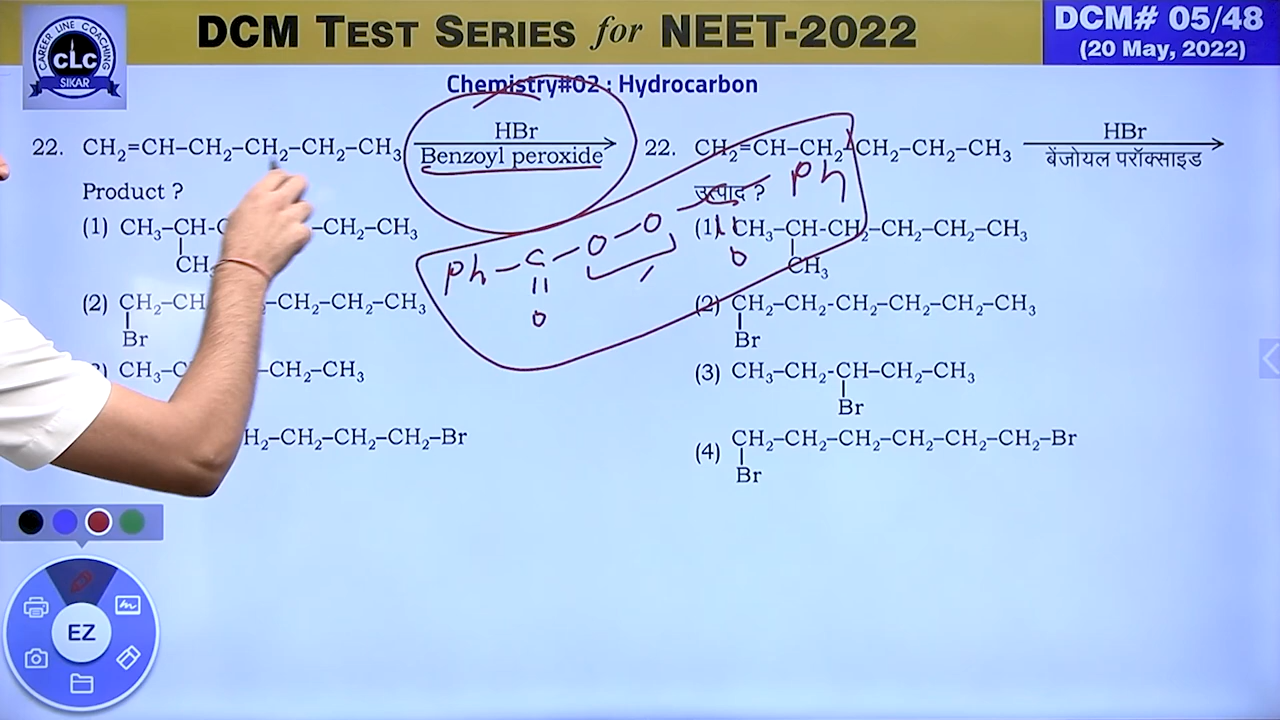 DCM TEST SERIES for NEET-2022
DCM# 05/48
(20 May, 2022)
CAREER LINE COACHING
CLC
SIKAR
Chemistry#02 : Hydrocarbon
22. CH₂=CH–CH₂–CH₂–CH₂–CH₃ HBr
Benzoyl peroxide
Product ?
(1) CH₃–CH– –CH₂–CH₃
(2) –CH₂–CH₂–CH₃
Br
CH₃– –CH₂–CH₃
–CH₂–CH₂–CH₂–Br
22. CH₂=CH–CH₂–CH₂–CH₂–CH₃ HBr
बेंजोयल परॉक्साइड
उत्पाद ?
(1) CH₃–CH–CH₂–CH₂–CH₂–CH₃
CH₃
(2) CH₂–CH₂–CH₂–CH₂–CH₂–CH₃
Br
(3) CH₃–CH₂-CH–CH₂–CH₃
Br
(4) CH₂–CH₂–CH₂–CH₂–CH₂–CH₂–Br
Br
Ph–C–O–O–C–Ph
O O
EZ